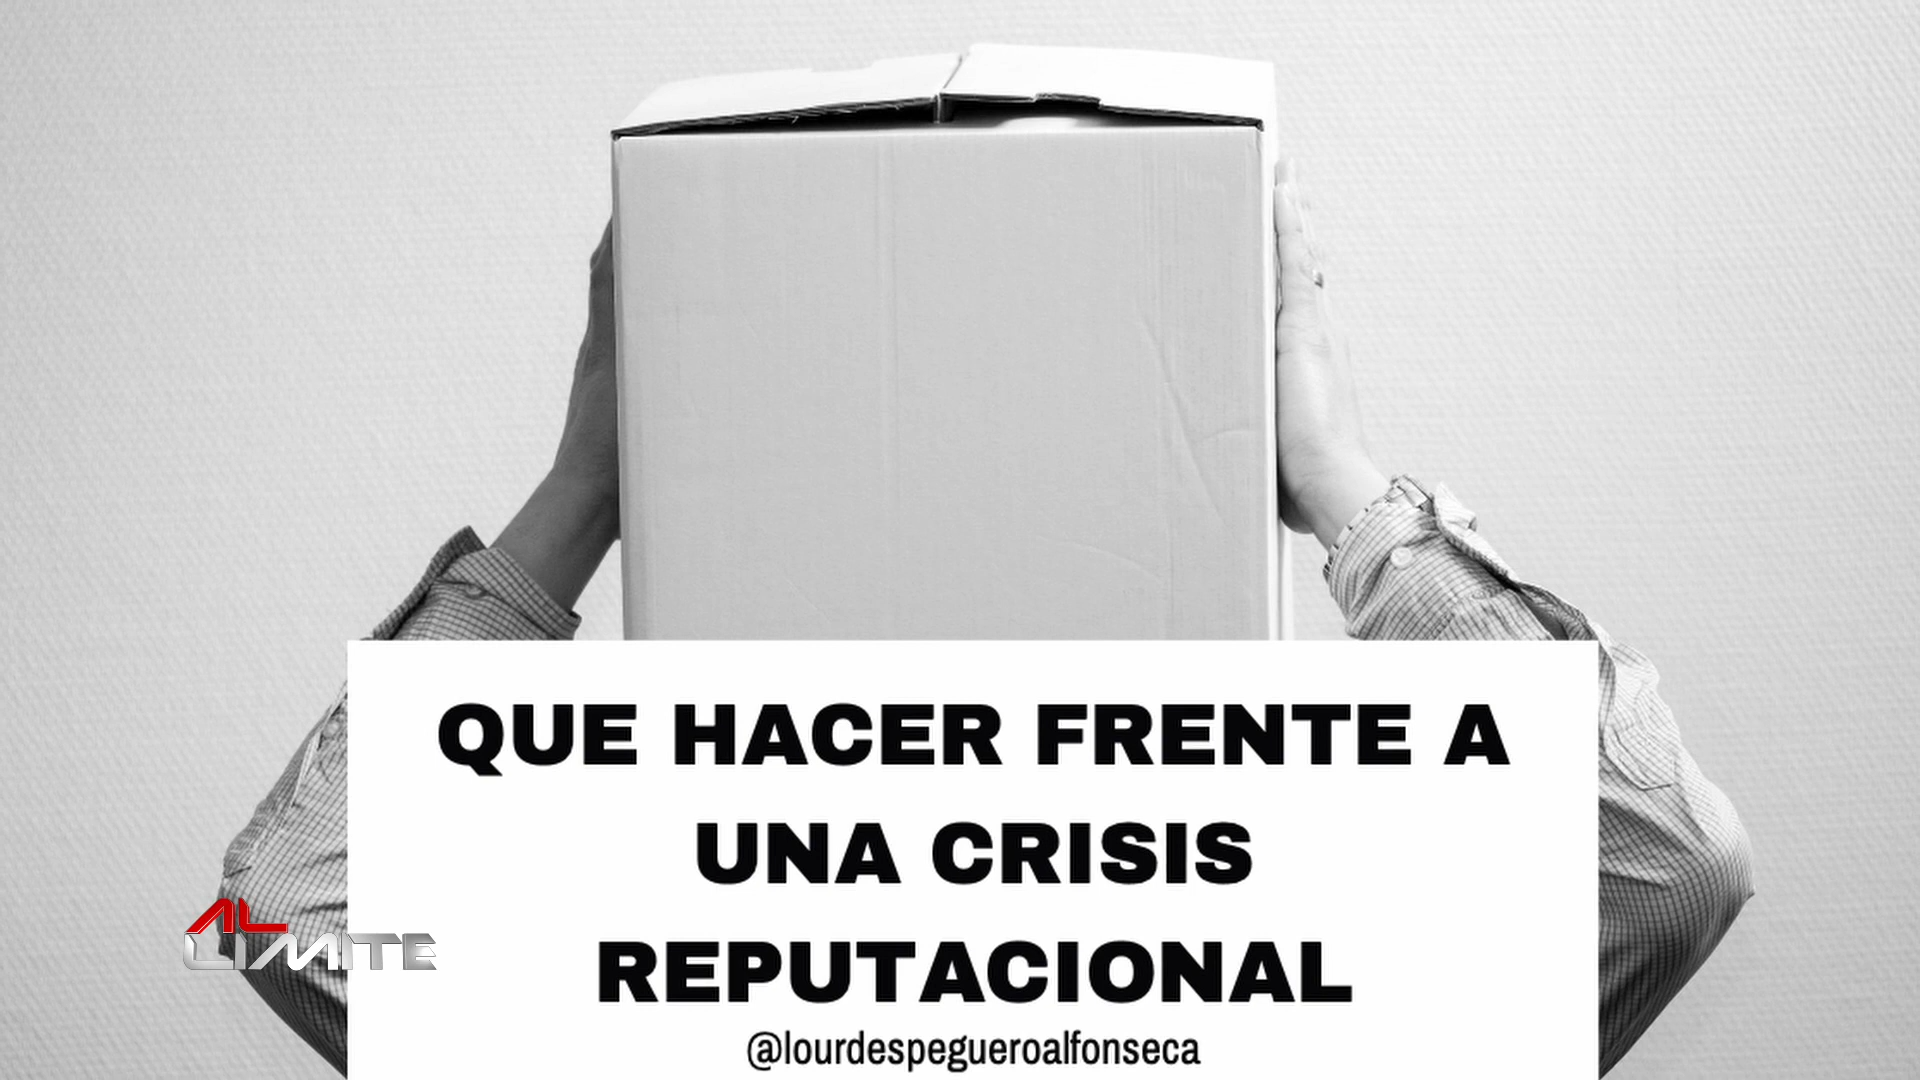 QUE HACER FRENTE A
UNA CRISIS
REPUTACIONAL
@lourdespegueroalfonseca
AL
LIMITE